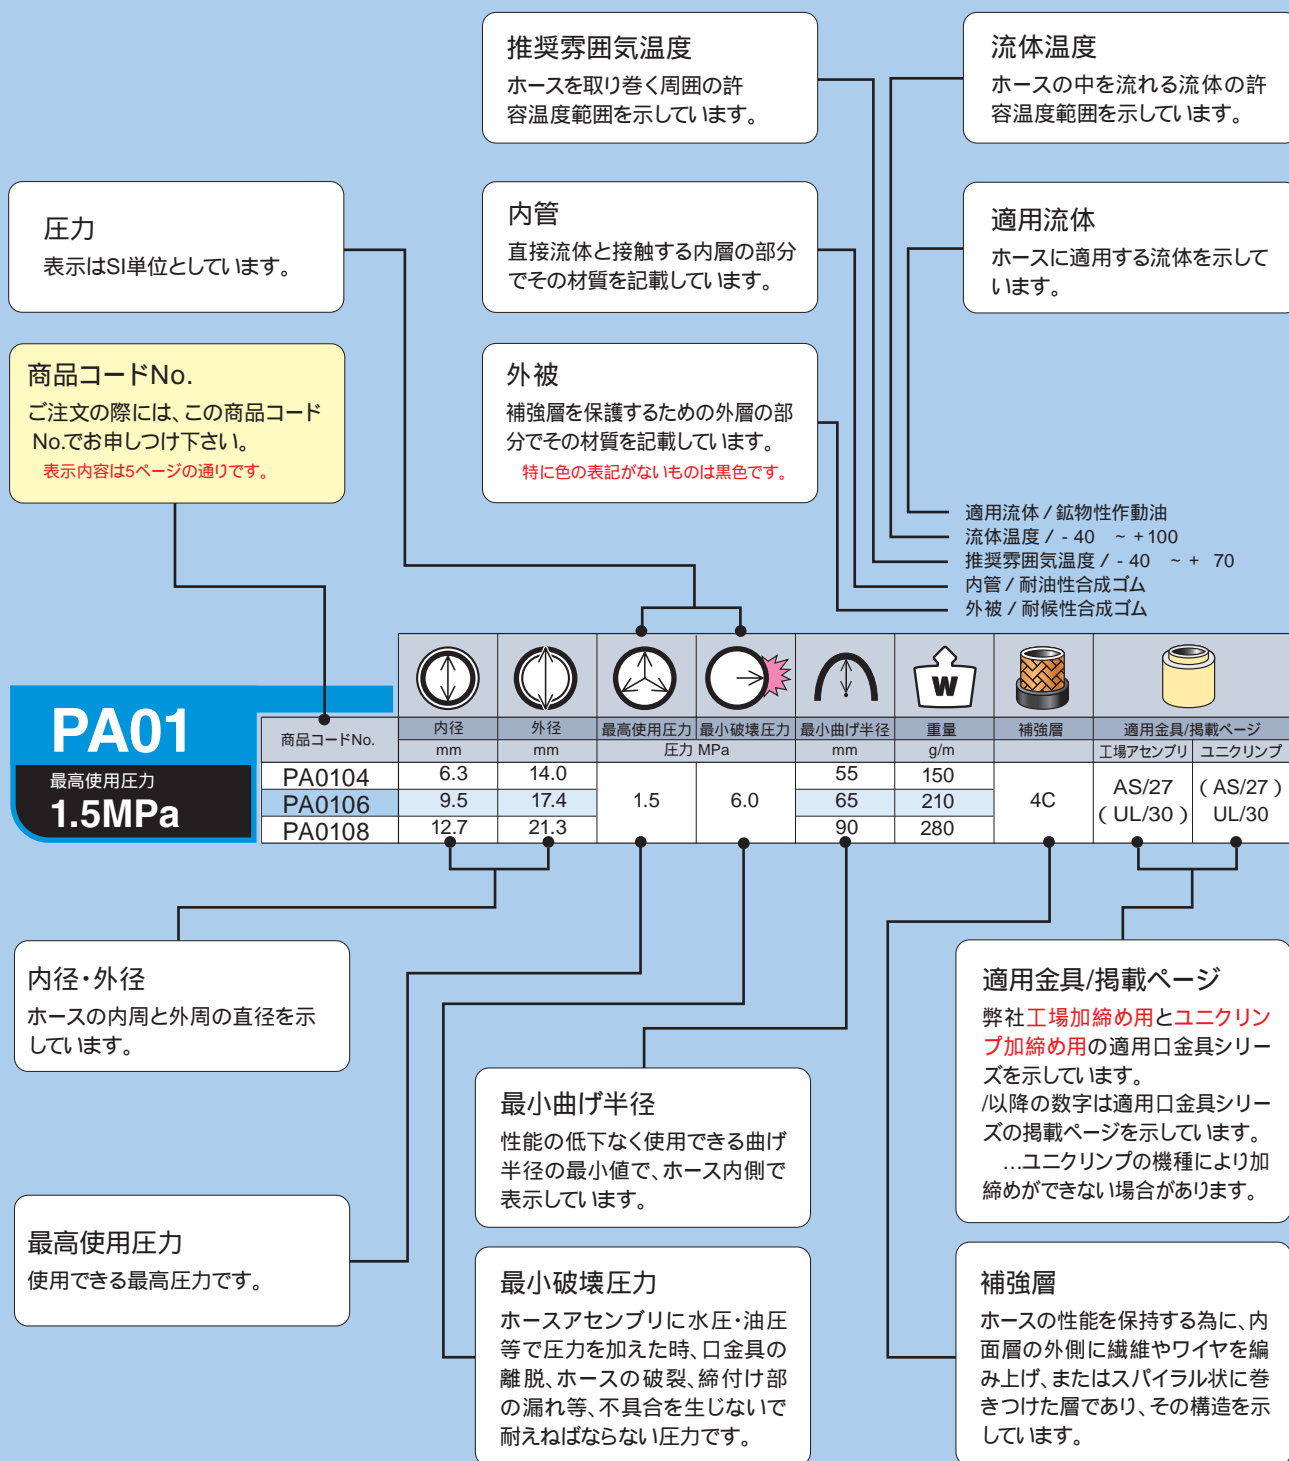 推奨雰囲気温度
ホースを取り巻く周囲の許
容温度範囲を示しています。
流体温度
ホースの中を流れる流体の許
容温度範囲を示しています。
圧力
表示はSI単位としています。
内管
直接流体と接触する内層の部分
でその材質を記載しています。
適用流体
ホースに適用する流体を示して
います。
商品コードNo.
ご注文の際には、この商品コード
No.でお申しつけ下さい。
表示内容は5ページの通りです。
外被
補強層を保護するための外層の部
分でその材質を記載しています。
特に色の表記がないものは黒色です。
適用流体 / 鉱物性作動油
流体温度 / - 40 ~ +100
推奨雰囲気温度 / - 40 ~ + 70
内管 / 耐油性合成ゴム
外被 / 耐候性合成ゴム
PA01
最高使用圧力
1.5MPa
W
商品コードNo. 内径 外径 最高使用圧力 最小破壊圧力 最小曲げ半径 重量 補強層 適用金具/掲載ページ
mm mm 圧力 MPa mm g/m 工場アセンブリ ユニクリンプ
PA0104 6.3 14.0 55 150
PA0106 9.5 17.4 1.5 6.0 65 210 4C AS/27 ( AS/27 )
PA0108 12.7 21.3 90 280 ( UL/30 ) UL/30
内径・外径
ホースの内周と外周の直径を示
しています。
適用金具/掲載ページ
弊社工場加締め用とユニクリン
プ加締め用の適用口金具シリー
ズを示しています。
/以降の数字は適用口金具シリー
ズの掲載ページを示しています。
…ユニクリンプの機種により加
締めができない場合があります。
最小曲げ半径
性能の低下なく使用できる曲げ
半径の最小値で、ホース内側で
表示しています。
最高使用圧力
使用できる最高圧力です。
最小破壊圧力
ホースアセンブリに水圧・油圧
等で圧力を加えた時、口金具の
離脱、ホースの破裂、締付け部
の漏れ等、不具合を生じないで
耐えねばならない圧力です。
補強層
ホースの性能を保持する為に、内
面層の外側に繊維やワイヤを編
み上げ、またはスパイラル状に巻
きつけた層であり、その構造を示
しています。